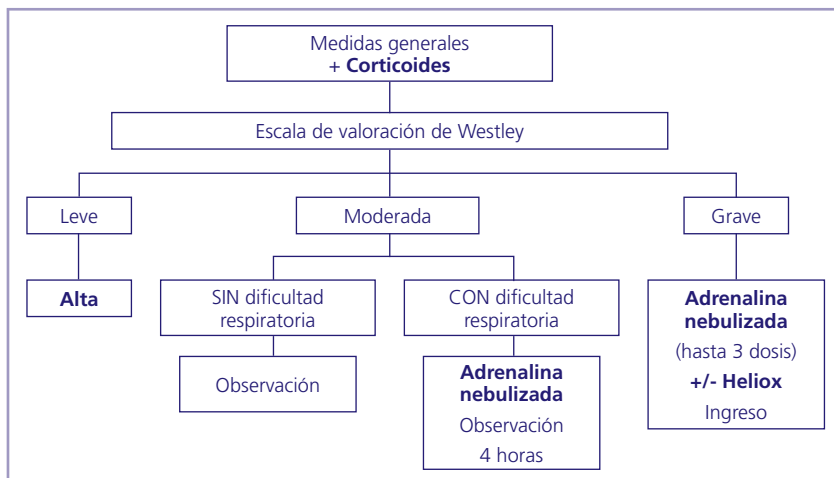 Medidas generales
+ Corticoides
Escala de valoración de Westley
Leve
Moderada
Grave
Alta
SIN dificultad
respiratoria
CON dificultad
respiratoria
Adrenalina
nebulizada
(hasta 3 dosis)
+/- Heliox
Ingreso
Observación
Adrenalina
nebulizada
Observación
4 horas